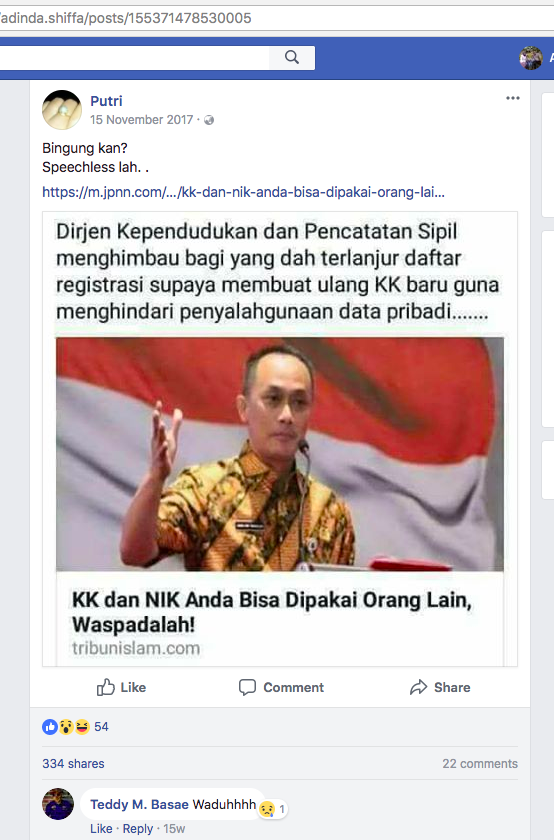 /adinda.shiffa/posts/155371478530005
Putri
15 November 2017 ·
Bingung kan?
Speechless lah. .
https://m.jpnn.com/.../kk-dan-nik-anda-bisa-dipakai-orang-lai...
Dirjen Kependudukan dan Pencatatan Sipil
menghimbau bagi yang dah terlanjur daftar
registrasi supaya membuat ulang KK baru guna
menghindari penyalahgunaan data pribadi.......
KK dan NIK Anda Bisa Dipakai Orang Lain,
Waspadalah!
tribunislam.com
Like Comment Share
54
334 shares 22 comments
Teddy M. Basae Waduhhhh 1
Like · Reply · 15w